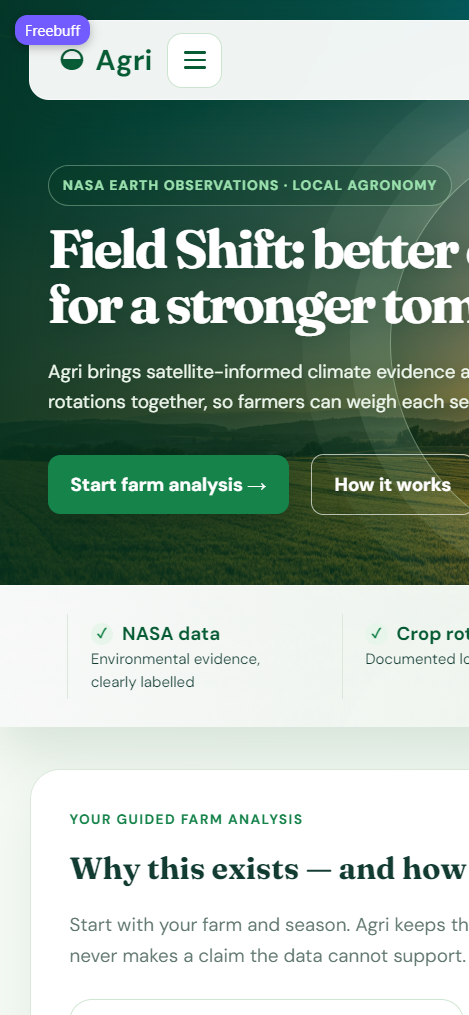 Freebuff
Agri
NASA EARTH OBSERVATIONS · LOCAL AGRONOMY
Field Shift: better
for a stronger tom
Agri brings satellite-informed climate evidence a
rotations together, so farmers can weigh each se
Start farm analysis →
How it works
✓ NASA data
Environmental evidence,
clearly labelled
✓ Crop rot
Documented lo
YOUR GUIDED FARM ANALYSIS
Why this exists — and how
Start with your farm and season. Agri keeps th
never makes a claim the data cannot support.